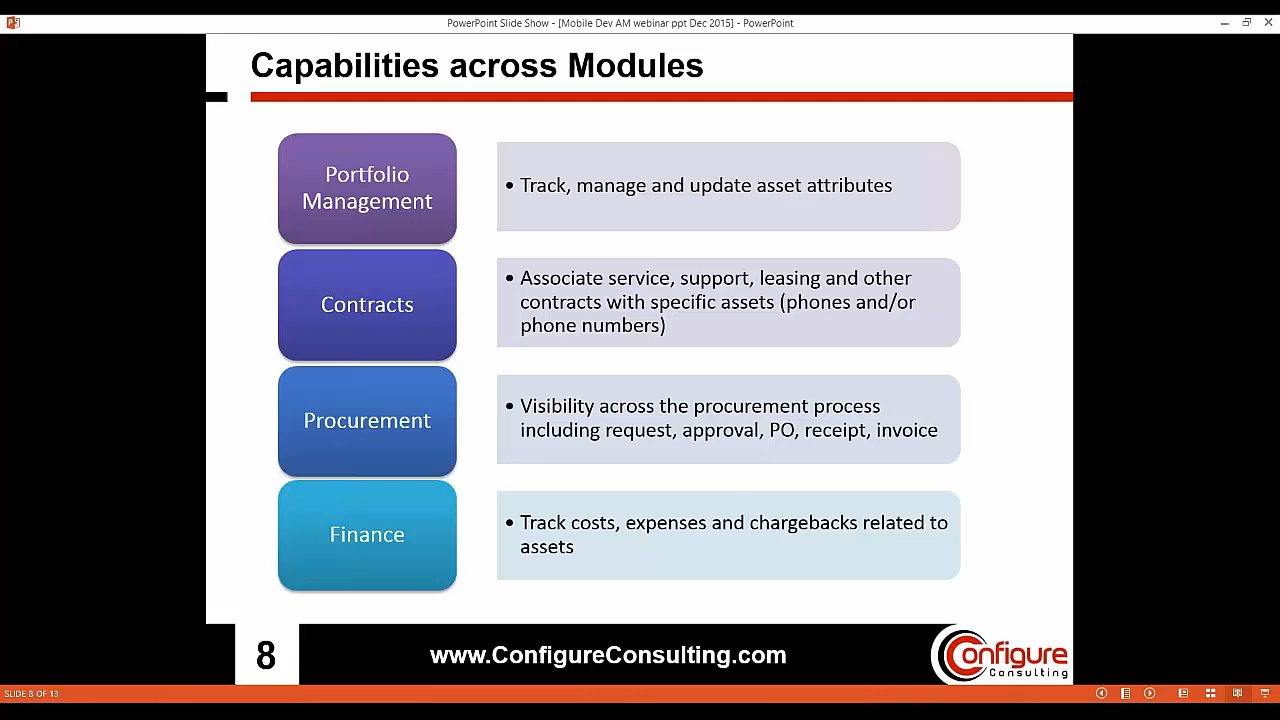 PowerPoint Slide Show - [Mobile Dev AM webinar ppt Dec 2015] - PowerPoint
Capabilities across Modules
Portfolio
Management
• Track, manage and update asset attributes
Contracts
• Associate service, support, leasing and other
contracts with specific assets (phones and/or
phone numbers)
Procurement
• Visibility across the procurement process
including request, approval, PO, receipt, invoice
Finance
• Track costs, expenses and chargebacks related to
assets
8
www.ConfigureConsulting.com
Configure
Consulting
SLIDE 8 OF 13